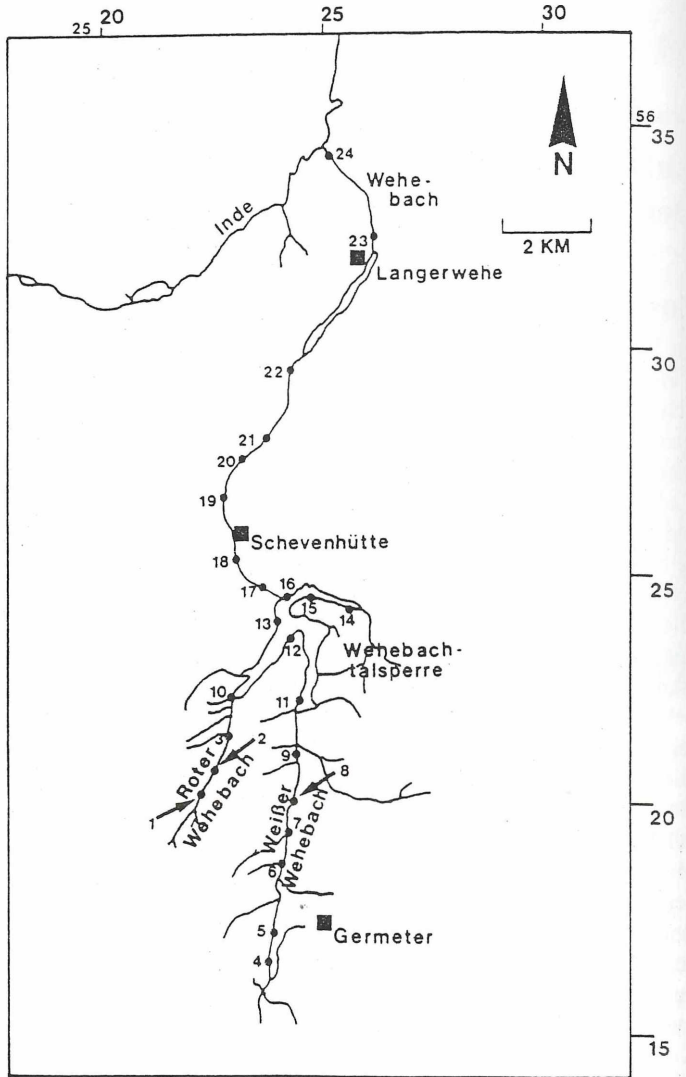 25 20
25
30
56
35
N
2 KM
24
Wehe-
bach
Inde
23
Langerwehe
30
22
21
20
19
Schevenhütte
18
25
17
16
15
14
13
12
Wehebach-
talsperre
10
11
3
2
9
8
Roter
Wehebach
1
20
Weißer
Wehebach
7
6
5
Germeter
4
15